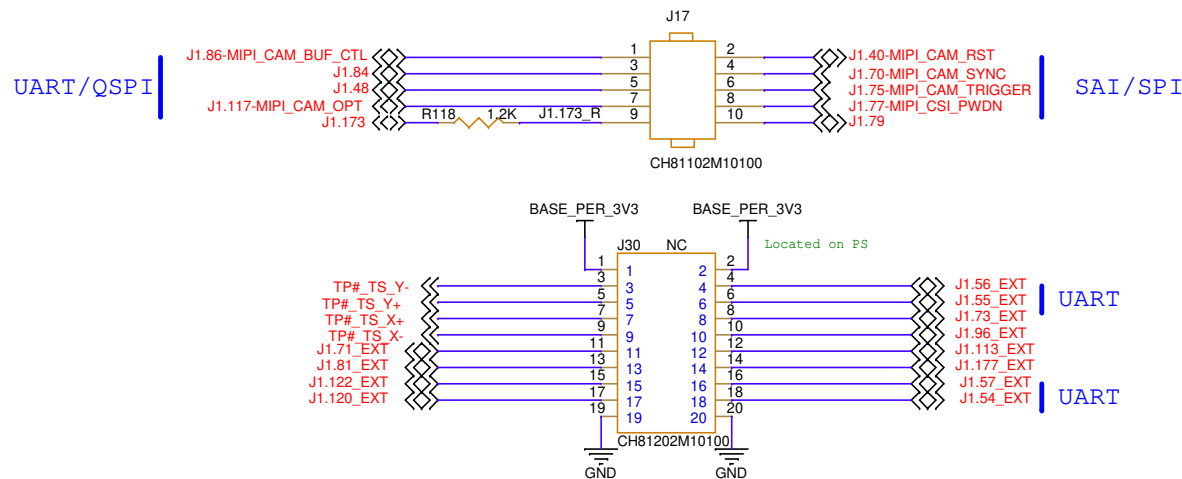 J17
J1.86-MIPI_CAM_BUF_CTL 1 2 J1.40-MIPI_CAM_RST
J1.84 3 4 J1.70-MIPI_CAM_SYNC
UART/QSPI J1.48 5 6 J1.75-MIPI_CAM_TRIGGER SAI/SPI
J1.117-MIPI_CAM_OPT 7 8 J1.77-MIPI_CSI_PWDN
J1.173 R118 1.2K J1.173_R 9 10 J1.79
CH81102M10100
BASE_PER_3V3 BASE_PER_3V3
J30 NC Located on PS
1 1 2 2
TP#_TS_Y- 3 3 4 4 J1.56_EXT
TP#_TS_Y+ 5 5 6 6 J1.55_EXT UART
TP#_TS_X+ 7 7 8 8 J1.73_EXT
TP#_TS_X- 9 9 10 10 J1.96_EXT
J1.71_EXT 11 11 12 12 J1.113_EXT
J1.81_EXT 13 13 14 14 J1.177_EXT
J1.122_EXT 15 15 16 16 J1.57_EXT
J1.120_EXT 17 17 18 18 J1.54_EXT UART
19 19 20 20
CH81202M10100
GND GND